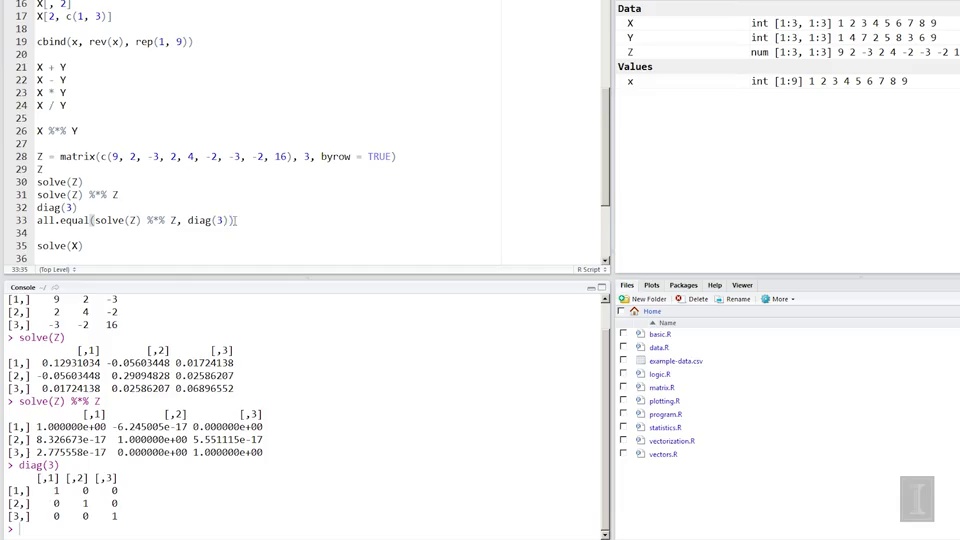 16 X[, 2]
17 X[2, c(1, 3)]
18
19 cbind(x, rev(x), rep(1, 9))
20
21 X + Y
22 X - Y
23 X * Y
24 X / Y
25
26 X %*% Y
27
28 Z = matrix(c(9, 2, -3, 2, 4, -2, -3, -2, 16), 3, byrow = TRUE)
29 Z
30 solve(Z)
31 solve(Z) %*% Z
32 diag(3)
33 all.equal(solve(Z) %*% Z, diag(3))
34
35 solve(X)
36
33:35 (Top Level) R Script
Console ~/
[1,] 9 2 -3
[2,] 2 4 -2
[3,] -3 -2 16
> solve(Z)
[,1] [,2] [,3]
[1,] 0.12931034 -0.05603448 0.01724138
[2,] -0.05603448 0.29094828 0.02586207
[3,] 0.01724138 0.02586207 0.06896552
> solve(Z) %*% Z
[,1] [,2] [,3]
[1,] 1.000000e+00 -6.245005e-17 0.000000e+00
[2,] 8.326673e-17 1.000000e+00 5.551115e-17
[3,] 2.775558e-17 0.000000e+00 1.000000e+00
> diag(3)
[,1] [,2] [,3]
[1,] 1 0 0
[2,] 0 1 0
[3,] 0 0 1
>
Data
X int [1:3, 1:3] 1 2 3 4 5 6 7 8 9
Y int [1:3, 1:3] 1 4 7 2 5 8 3 6 9
Z num [1:3, 1:3] 9 2 -3 2 4 -2 -3 -2 1
Values
x int [1:9] 1 2 3 4 5 6 7 8 9
Files Plots Packages Help Viewer
New Folder Delete Rename More
Home
Name
basic.R
data.R
example-data.csv
logic.R
matrix.R
plotting.R
program.R
statistics.R
vectorization.R
vectors.R
I